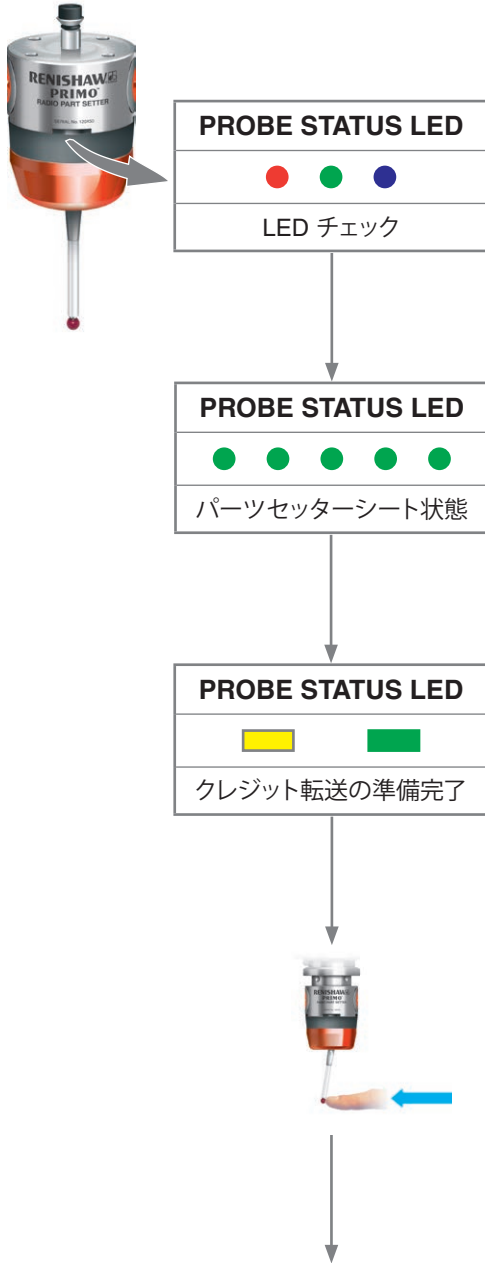 RENISHAW
PRIMO™
RADIO PART SETTER
PROBE STATUS LED
LED チェック
PROBE STATUS LED
パーツセッターシート状態
PROBE STATUS LED
クレジット転送の準備完了
RENISHAW
PRIMO